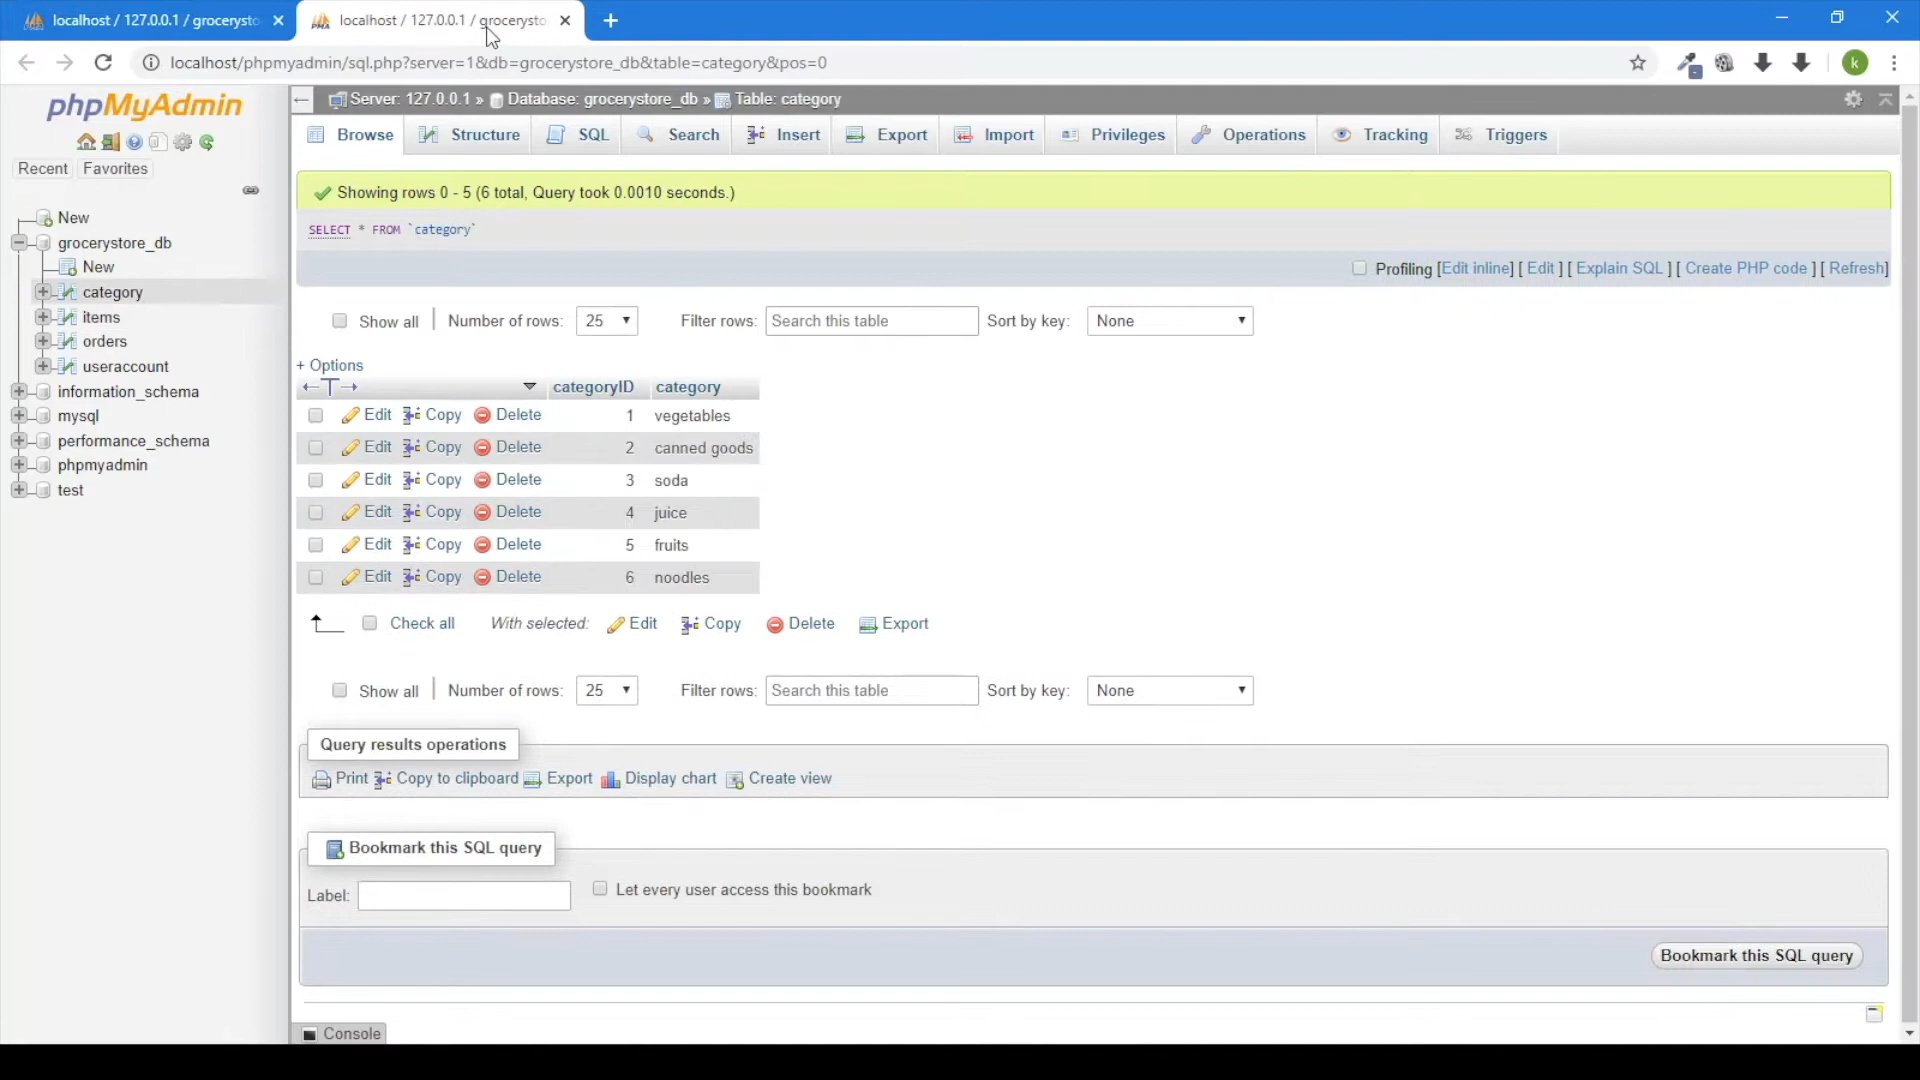 localhost / 127.0.0.1 / grocerysto
localhost / 127.0.0.1 / grocerysto
localhost/phpmyadmin/sql.php?server=1&db=grocerystore_db&table=category&pos=0
k
phpMyAdmin
Recent
Favorites
New
grocerystore_db
New
category
items
orders
useraccount
information_schema
mysql
performance_schema
phpmyadmin
test
Server: 127.0.0.1 » Database: grocerystore_db » Table: category
Browse Structure SQL Search Insert Export Import Privileges Operations Tracking Triggers
Showing rows 0 - 5 (6 total, Query took 0.0010 seconds.)
SELECT * FROM `category`
Profiling [Edit inline] [ Edit ] [ Explain SQL ] [ Create PHP code ] [ Refresh]
Show all Number of rows: 25 Filter rows: Search this table Sort by key: None
+ Options
←T→ categoryID category
Edit Copy Delete 1 vegetables
Edit Copy Delete 2 canned goods
Edit Copy Delete 3 soda
Edit Copy Delete 4 juice
Edit Copy Delete 5 fruits
Edit Copy Delete 6 noodles
Check all With selected: Edit Copy Delete Export
Show all Number of rows: 25 Filter rows: Search this table Sort by key: None
Query results operations
Print Copy to clipboard Export Display chart Create view
Bookmark this SQL query
Label: Let every user access this bookmark
Bookmark this SQL query
Console